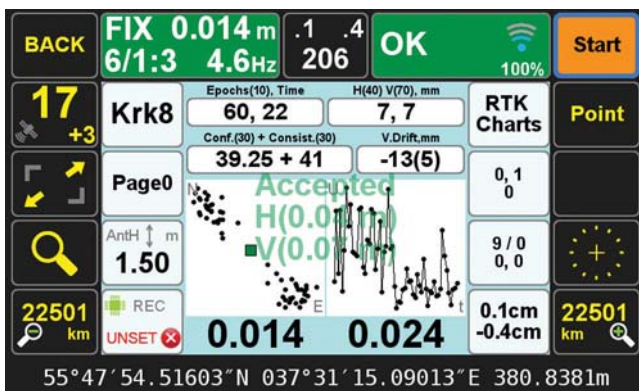 BACK
FIX 0.014 m
6/1:3 4.6Hz
.1 .4
206
OK
100%
Start
17
+3
Krk8
Epochs(10), Time
60, 22
H(40) V(70), mm
7, 7
Conf.(30) + Consist.(30)
39.25 + 41
V.Drift,mm
-13(5)
RTK
Charts
Point
Page0
Accepted
H(0.04 m)
V(0.07 m)
N
E
U
t
0, 1
0
AntH m
1.50
9 / 0
0, 0
REC
UNSET
0.014
0.024
0.1cm
-0.4cm
22501
km
22501
km
55°47′54.51603″N 037°31′15.09013″E 380.8381m